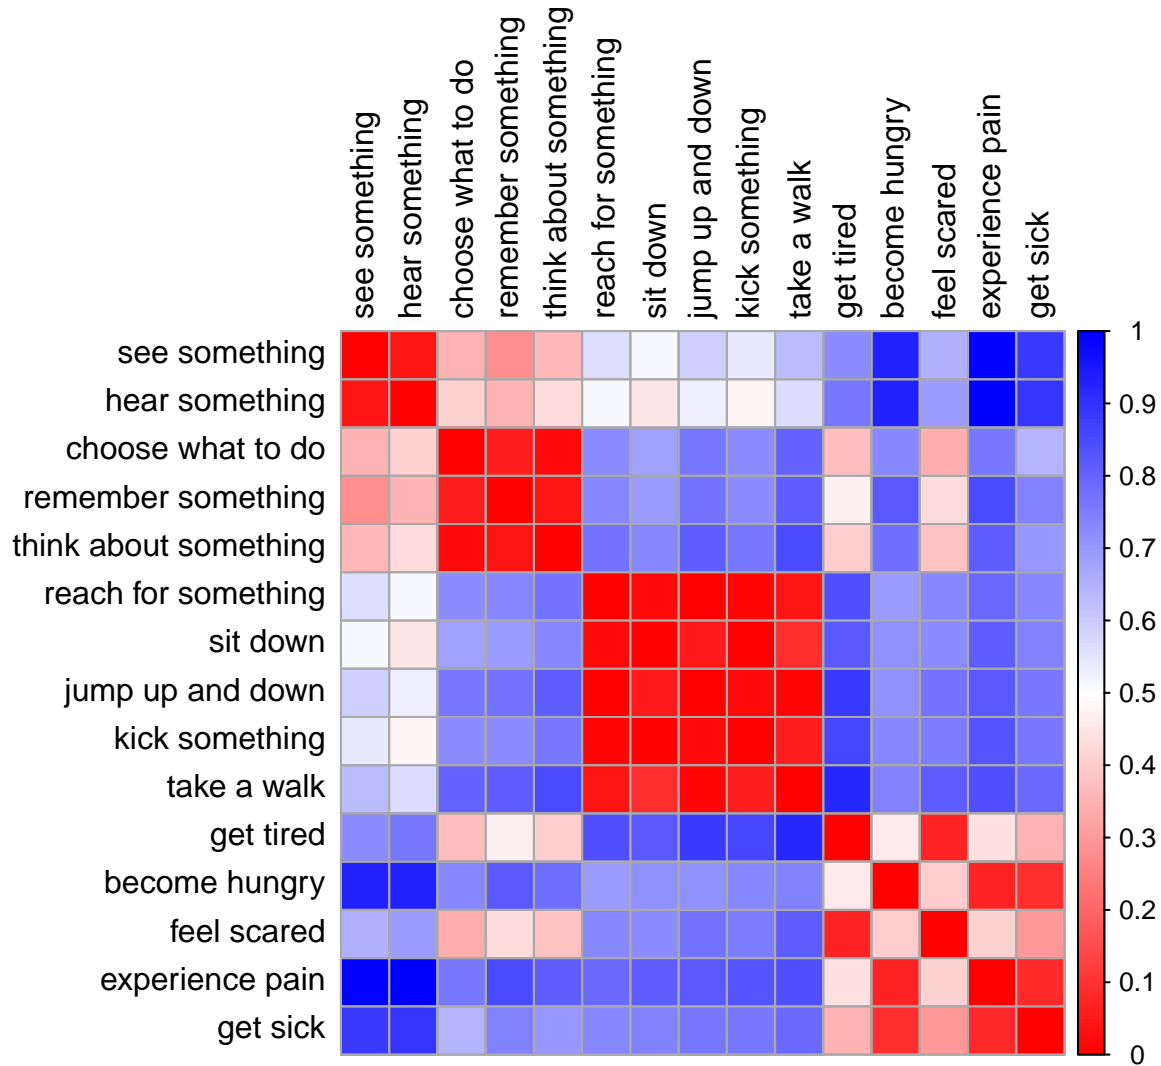 see something
hear something
choose what to do
remember something
think about something
reach for something
sit down
jump up and down
kick something
take a walk
get tired
become hungry
feel scared
experience pain
get sick
see something
hear something
choose what to do
remember something
think about something
reach for something
sit down
jump up and down
kick something
take a walk
get tired
become hungry
feel scared
experience pain
get sick
1
0.9
0.8
0.7
0.6
0.5
0.4
0.3
0.2
0.1
0